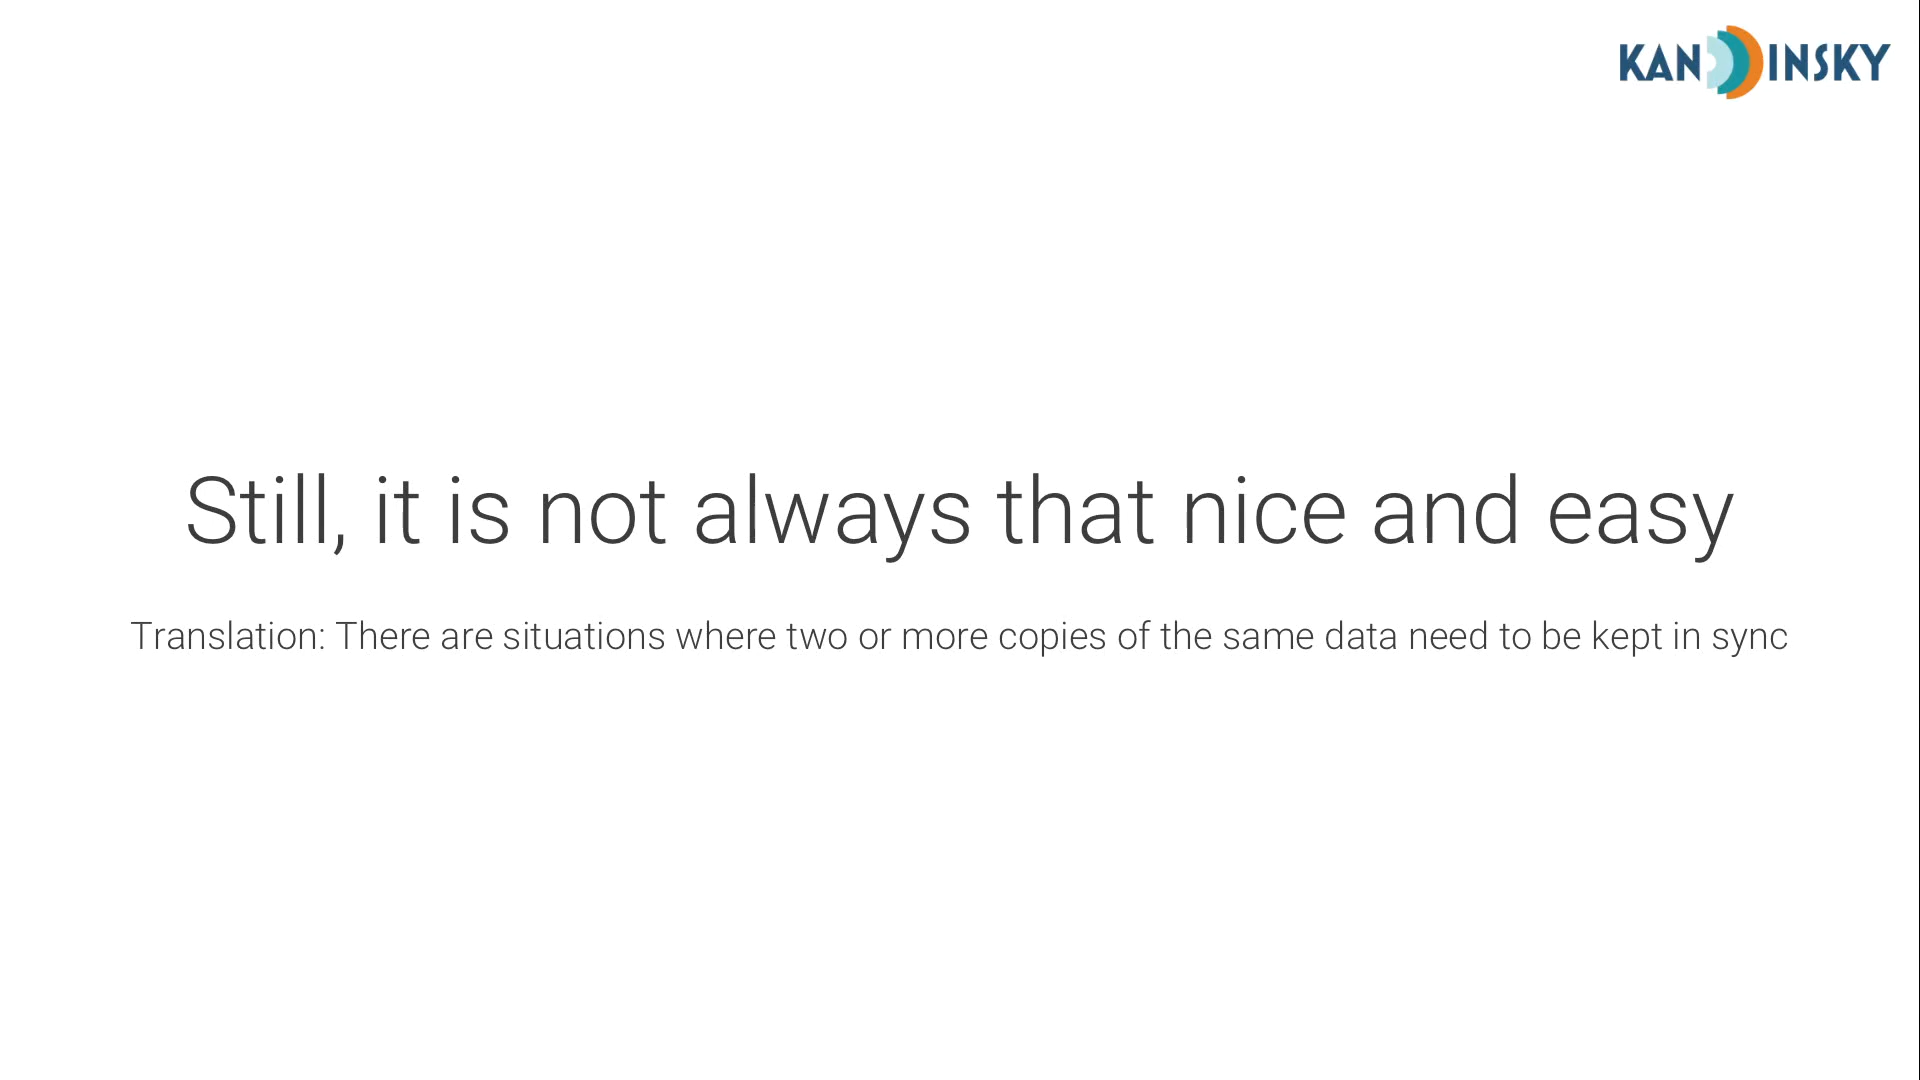 KANDINSKY
Still, it is not always that nice and easy
Translation: There are situations where two or more copies of the same data need to be kept in sync